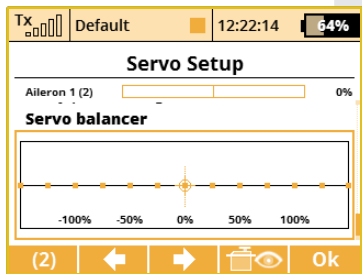 Tx Default 12:22:14 64%
Servo Setup
Aileron 1 (2) 0%
Servo balancer
-100% -50% 0% 50% 100%
(2) Ok